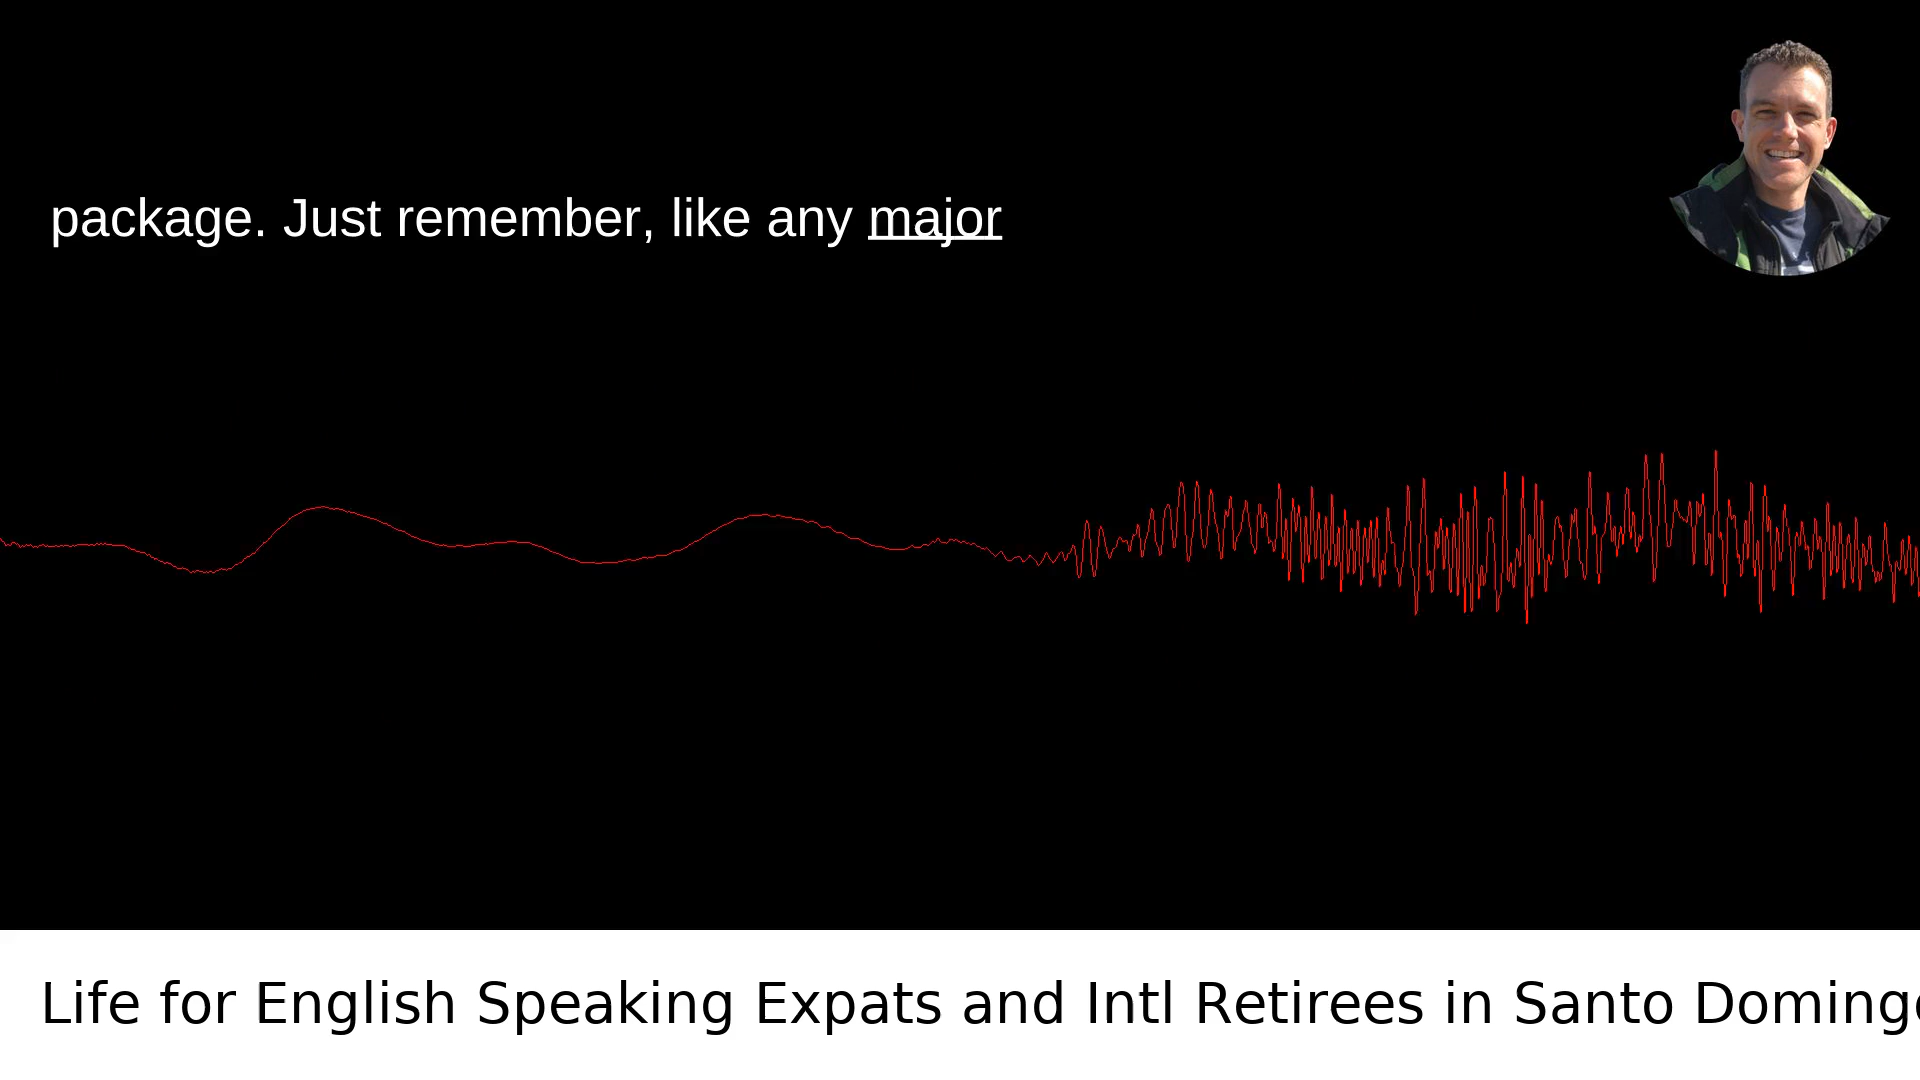 package. Just remember, like any major
Life for English Speaking Expats and Intl Retirees in Santo Doming